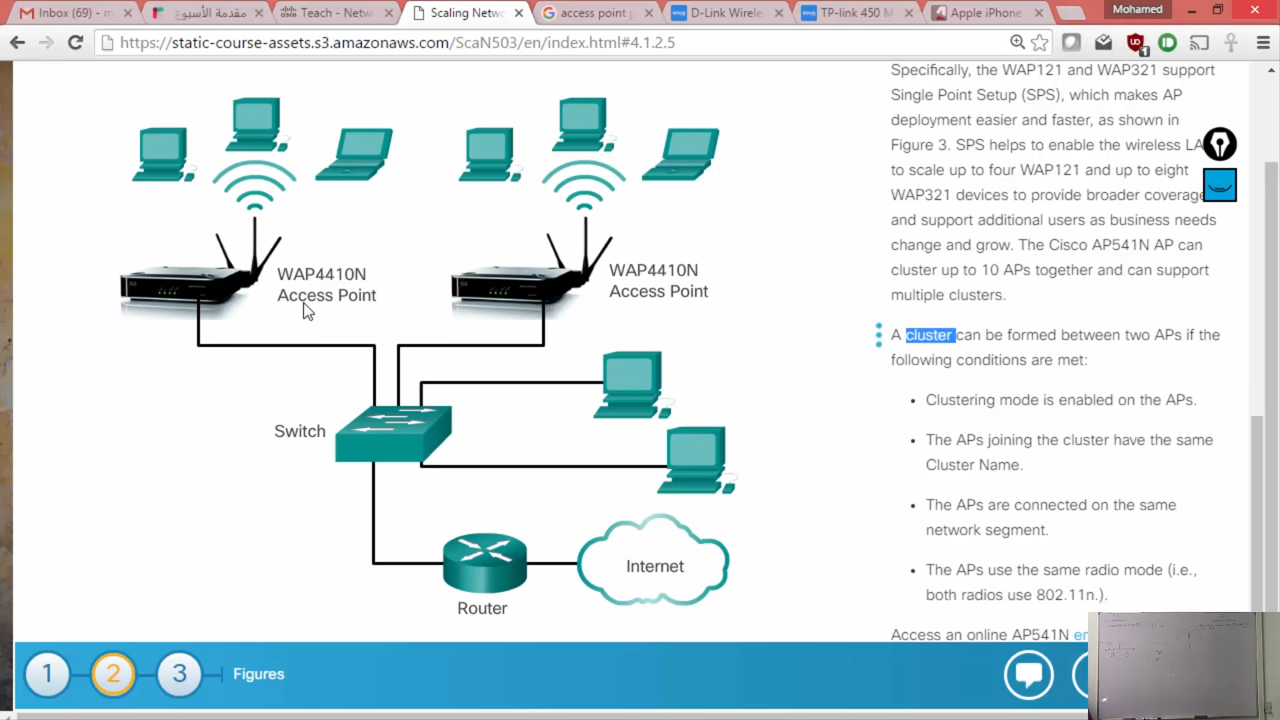 Inbox (69) - m
مقدمة الأسبوع
Teach - Netw
Scaling Netw
access point p
D-Link Wirele
TP-link 450 M
Apple iPhone
Mohamed
https://static-course-assets.s3.amazonaws.com/ScaN503/en/index.html#4.1.2.5
1
WAP4410N
Access Point
WAP4410N
Access Point
Switch
Router
Internet
Specifically, the WAP121 and WAP321 support
Single Point Setup (SPS), which makes AP
deployment easier and faster, as shown in
Figure 3. SPS helps to enable the wireless LA
to scale up to four WAP121 and up to eight
WAP321 devices to provide broader coverage
and support additional users as business needs
change and grow. The Cisco AP541N AP can
cluster up to 10 APs together and can support
multiple clusters.
A cluster can be formed between two APs if the
following conditions are met:
• Clustering mode is enabled on the APs.
• The APs joining the cluster have the same
Cluster Name.
• The APs are connected on the same
network segment.
• The APs use the same radio mode (i.e.,
both radios use 802.11n.).
Access an online AP541N
1
2
3
Figures